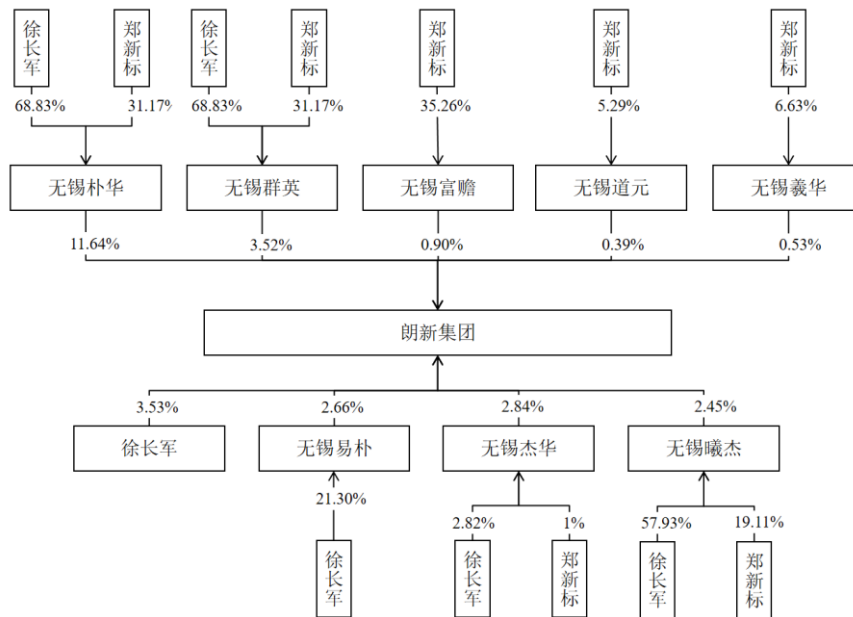 徐长军
郑新标
徐长军
郑新标
郑新标
郑新标
郑新标
68.83%
31.17%
68.83%
31.17%
35.26%
5.29%
6.63%
无锡朴华
无锡群英
无锡富赡
无锡道元
无锡羲华
11.64%
3.52%
0.90%
0.39%
0.53%
朗新集团
3.53%
2.66%
2.84%
2.45%
徐长军
无锡易朴
无锡杰华
无锡曦杰
21.30%
2.82%
1%
57.93%
19.11%
徐长军
徐长军
郑新标
徐长军
郑新标